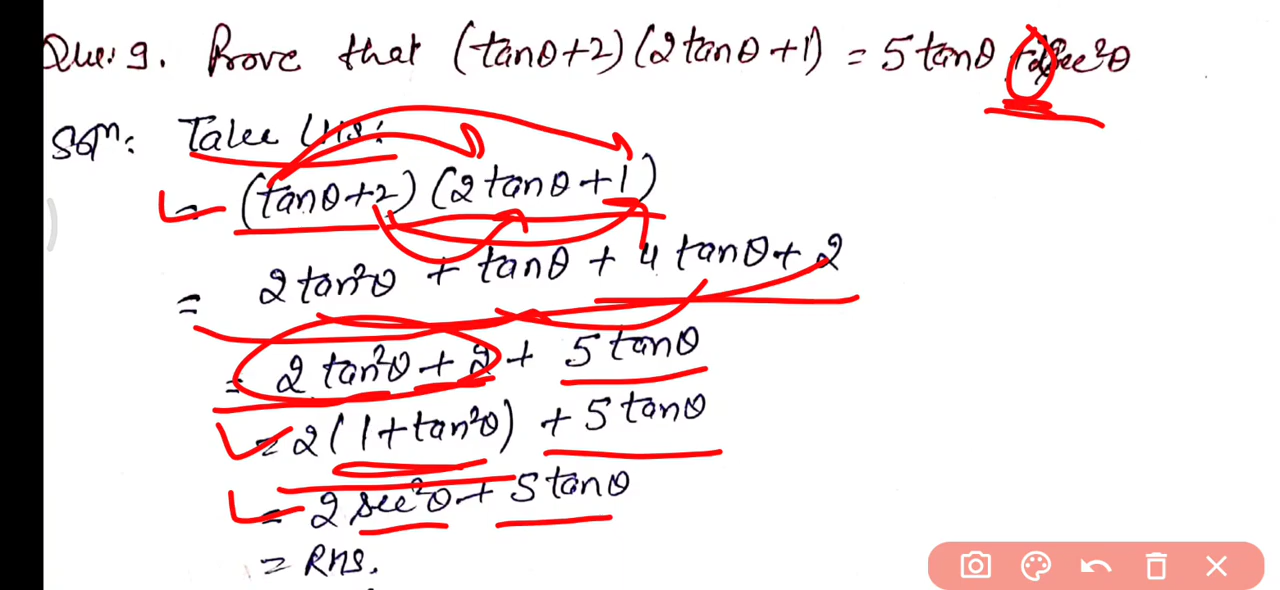 Que: 9. Prove that (tanθ+2)(2tanθ+1) = 5tanθ + 2sec²θ
Solⁿ: Take LHS:
= (tanθ+2)(2tanθ+1)
= 2tan²θ + tanθ + 4tanθ + 2
= 2tan²θ + 2 + 5tanθ
= 2(1+tan²θ) + 5tanθ
= 2sec²θ + 5tanθ
= RHS.